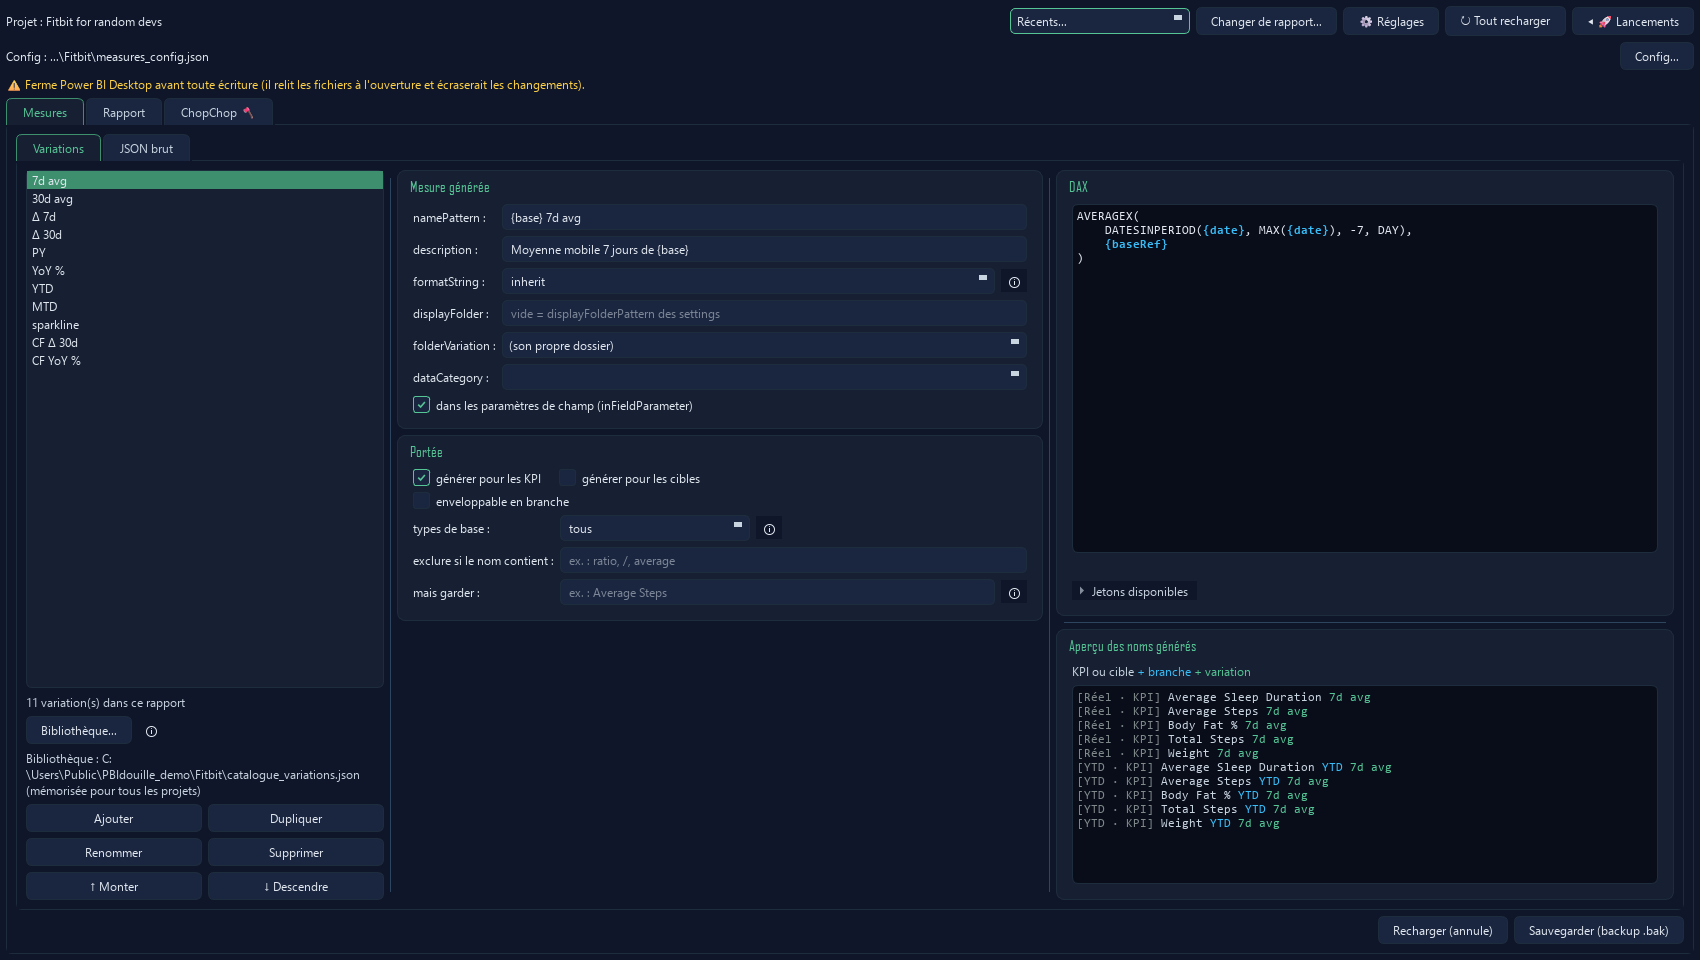 Projet : Fitbit for random devs
Récents...
Changer de rapport...
Réglages
Tout recharger
Lancements
Config : ...\Fitbit\measures_config.json
Config...
Ferme Power BI Desktop avant toute écriture (il relit les fichiers à l'ouverture et écraserait les changements).
Mesures
Rapport
ChopChop
Variations
JSON brut
7d avg
30d avg
Δ 7d
Δ 30d
PY
YoY %
YTD
MTD
sparkline
CF Δ 30d
CF YoY %
11 variation(s) dans ce rapport
Bibliothèque...
Bibliothèque : C:
\Users\Public\PBIdouille_demo\Fitbit\catalogue_variations.json
(mémorisée pour tous les projets)
Ajouter
Dupliquer
Renommer
Supprimer
↑ Monter
↓ Descendre
Mesure générée
namePattern : {base} 7d avg
description : Moyenne mobile 7 jours de {base}
formatString : inherit
displayFolder : vide = displayFolderPattern des settings
folderVariation : (son propre dossier)
dataCategory :
dans les paramètres de champ (inFieldParameter)
Portée
générer pour les KPI
générer pour les cibles
enveloppable en branche
types de base : tous
exclure si le nom contient : ex. : ratio, /, average
mais garder : ex. : Average Steps
DAX
AVERAGEX(
    DATESINPERIOD({date}, MAX({date}), -7, DAY),
    {baseRef}
)
Jetons disponibles
Aperçu des noms générés
KPI ou cible + branche + variation
[Réel · KPI] Average Sleep Duration 7d avg
[Réel · KPI] Average Steps 7d avg
[Réel · KPI] Body Fat % 7d avg
[Réel · KPI] Total Steps 7d avg
[Réel · KPI] Weight 7d avg
[YTD · KPI] Average Sleep Duration YTD 7d avg
[YTD · KPI] Average Steps YTD 7d avg
[YTD · KPI] Body Fat % YTD 7d avg
[YTD · KPI] Total Steps YTD 7d avg
[YTD · KPI] Weight YTD 7d avg
Recharger (annule)
Sauvegarder (backup .bak)